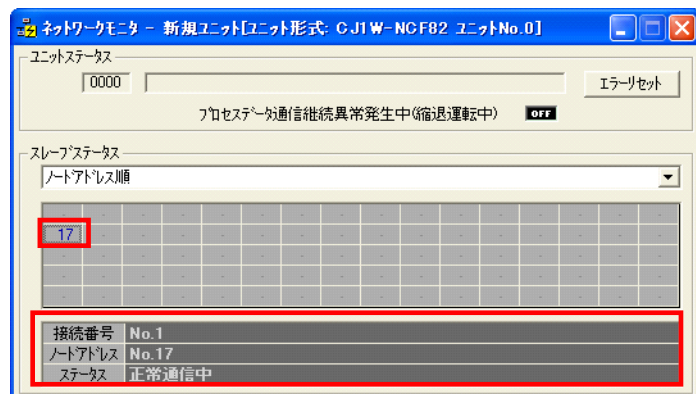 ネットワークモニタ - 新規ユニット[ユニット形式: CJ1W-NCF82 ユニットNo.0]
ユニットステータス
0000
エラーリセット
プロセスデータ通信継続異常発生中(縮退運転中) OFF
スレーブステータス
ノードアドレス順
- - - - - - - - - - - - - - - -
17 - - - - - - - - - - - - - - -
- - - - - - - - - - - - - - - -
- - - - - - - - - - - - - - - -
接続番号 No.1
ノードアドレス No.17
ステータス 正常通信中